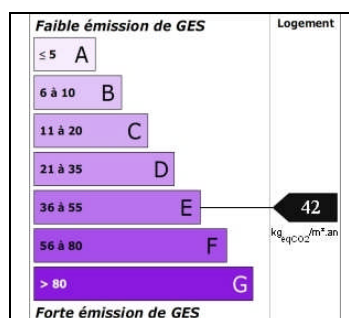 Faible émission de GES
Logement
≤ 5 A
6 à 10 B
11 à 20 C
21 à 35 D
36 à 55 E
42
kgeqCO2/m².an
56 à 80 F
> 80 G
Forte émission de GES